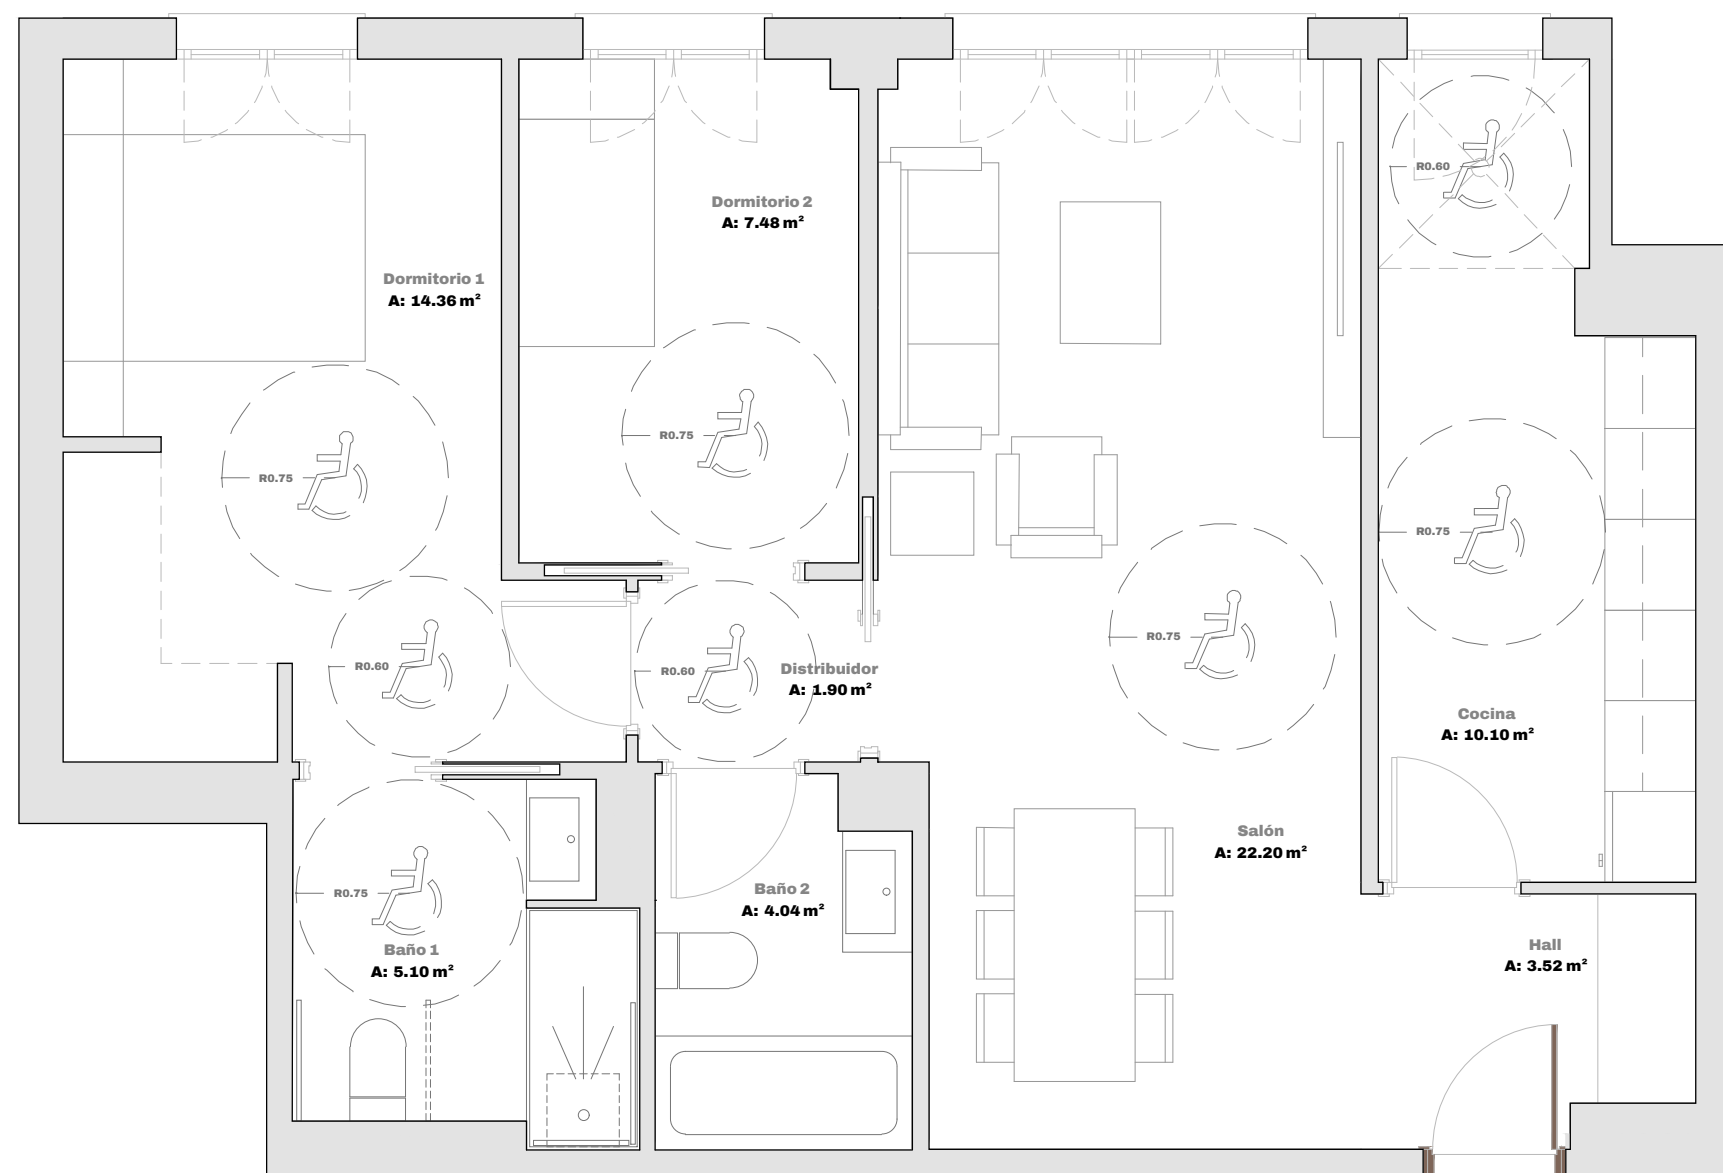 R0.60
Dormitorio 2
A: 7.48 m²
Dormitorio 1
A: 14.36 m²
R0.75
R0.75
R0.75
R0.75
R0.60
R0.60
Distribuidor
A: 1.90 m²
Cocina
A: 10.10 m²
Salón
A: 22.20 m²
R0.75
Baño 2
A: 4.04 m²
Baño 1
A: 5.10 m²
Hall
A: 3.52 m²